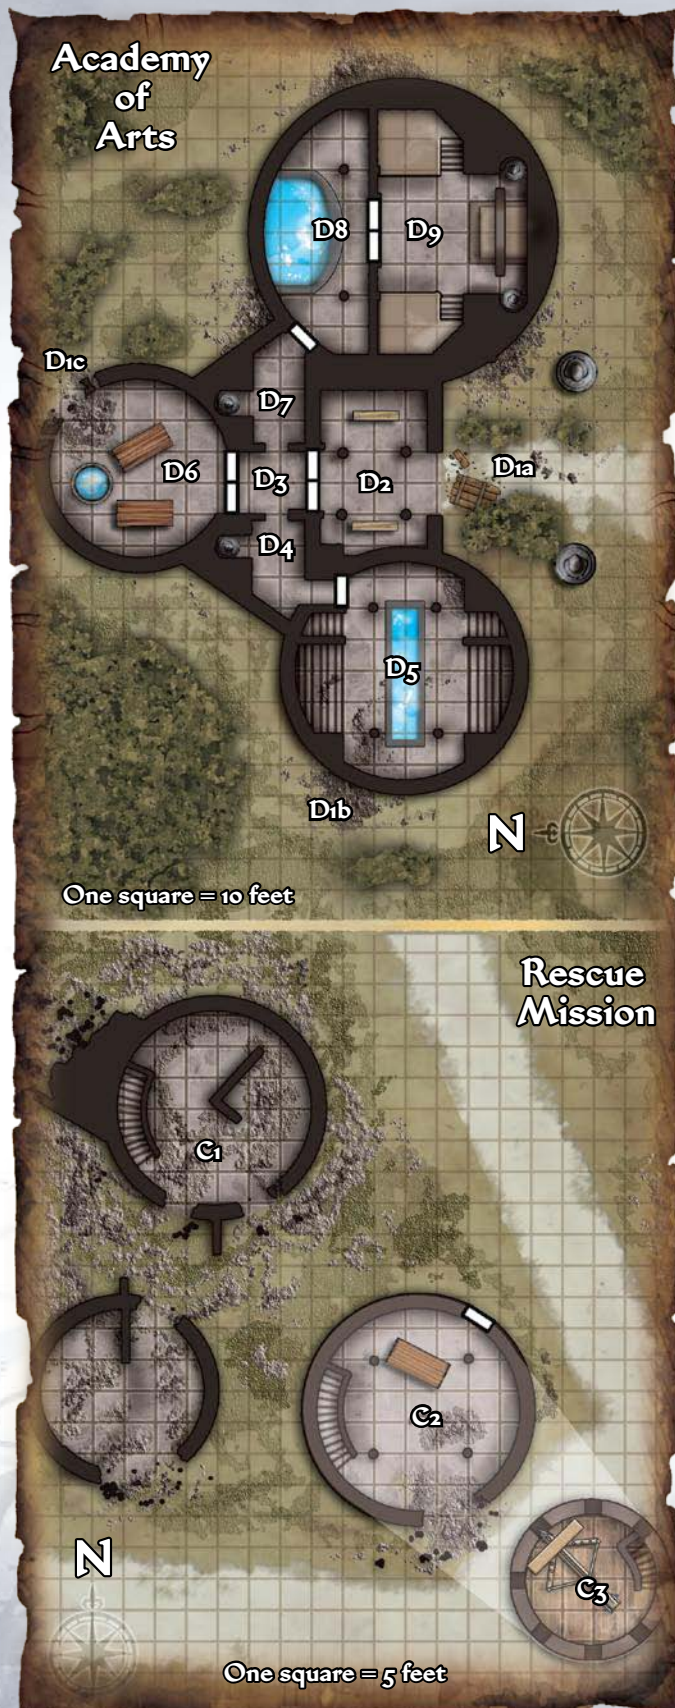 Academy
of
Arts
D8
D9
D1c
D7
D6
D3
D2
D1a
D4
D5
D1b
N
One square = 10 feet
Rescue
Mission
C1
C2
N
C3
One square = 5 feet